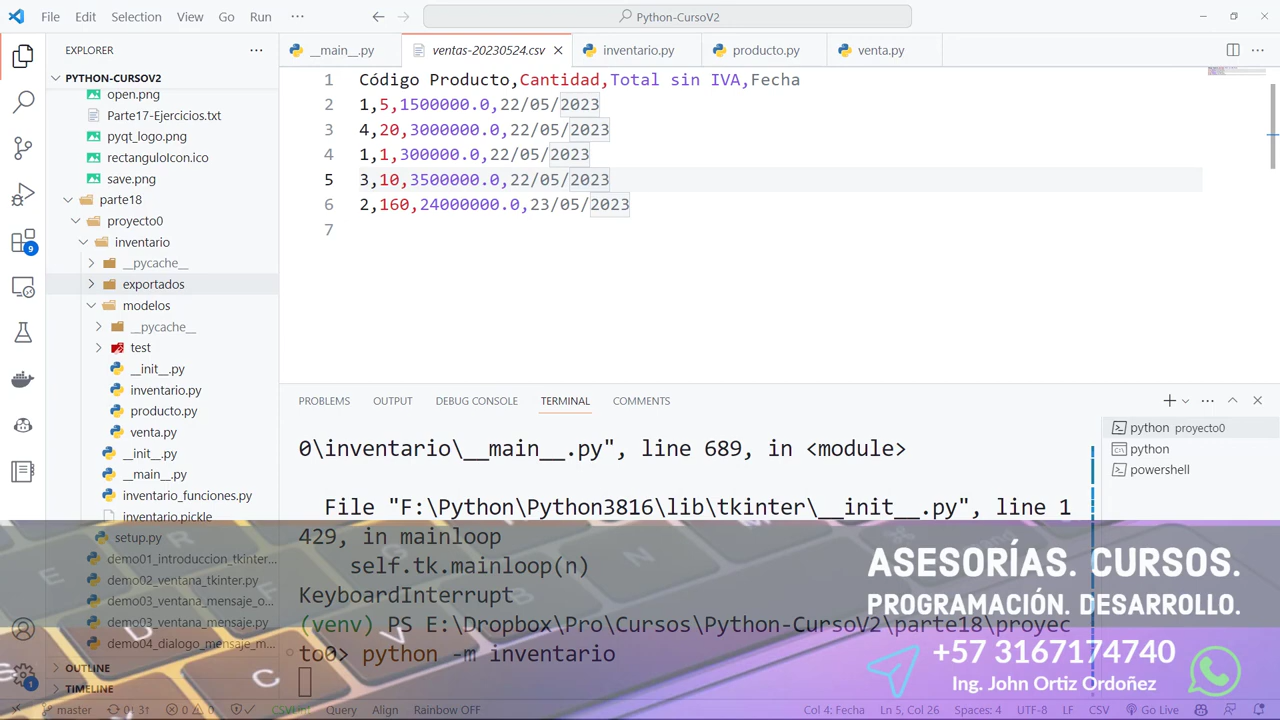 File Edit Selection View Go Run ···
Python-CursoV2
EXPLORER
PYTHON-CURSOV2
open.png
Parte17-Ejercicios.txt
pyqt_logo.png
rectanguloIcon.ico
save.png
parte18
proyecto0
inventario
__pycache__
exportados
modelos
__pycache__
test
__init__.py
inventario.py
producto.py
venta.py
__init__.py
__main__.py
inventario_funciones.py
inventario.pickle
setup.py
demo01_introduccion_tkinter...
demo02_ventana_tkinter.py
demo03_ventana_mensaje_o...
demo03_ventana_mensaje.py
demo04_dialogo_mensaje_m...
OUTLINE
TIMELINE
9
1
__main__.py ventas-20230524.csv inventario.py producto.py venta.py
1 Código Producto,Cantidad,Total sin IVA,Fecha
2 1,5,1500000.0,22/05/2023
3 4,20,3000000.0,22/05/2023
4 1,1,300000.0,22/05/2023
5 3,10,3500000.0,22/05/2023
6 2,160,24000000.0,23/05/2023
7
PROBLEMS OUTPUT DEBUG CONSOLE TERMINAL COMMENTS
0\inventario\__main__.py", line 689, in <module>
File "F:\Python\Python3816\lib\tkinter\__init__.py", line 1
429, in mainloop
self.tk.mainloop(n)
KeyboardInterrupt
(venv) PS E:\Dropbox\Pro\Cursos\Python-CursoV2\parte18\proyec
to0> python -m inventario
python proyecto0
python
powershell
ASESORÍAS. CURSOS.
PROGRAMACIÓN. DESARROLLO.
+57 3167174740
Ing. John Ortiz Ordoñez
master 0↓ 3↑ 0 0 CSVLint Query Align Rainbow OFF Col 4: Fecha Ln 5, Col 26 Spaces: 4 UTF-8 LF CSV Go Live